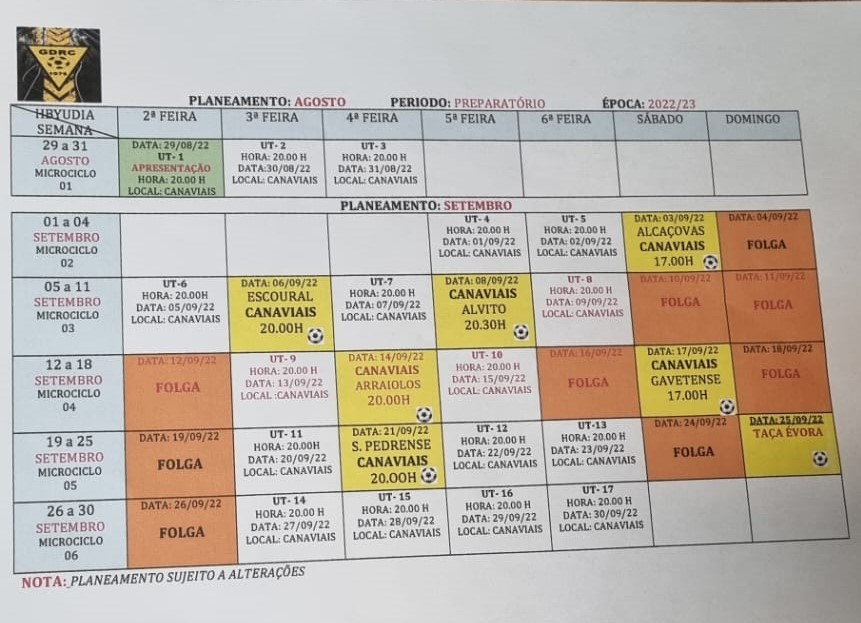 GDRC
1976
PLANEAMENTO: AGOSTO PERIODO: PREPARATÓRIO ÉPOCA: 2022/23
HBYUDIA 2ª FEIRA 3ª FEIRA 4ª FEIRA 5ª FEIRA 6ª FEIRA SÁBADO DOMINGO
SEMANA
29 a 31
AGOSTO
MICROCICLO
01
DATA: 29/08/22
UT- 1
APRESENTAÇÃO
HORA: 20.00 H
LOCAL: CANAVIAIS
UT- 2
HORA: 20.00 H
DATA:30/08/22
LOCAL: CANAVIAIS
UT- 3
HORA: 20.00 H
DATA: 31/08/22
LOCAL: CANAVIAIS
PLANEAMENTO: SETEMBRO
01 a 04
SETEMBRO
MICROCICLO
02
UT- 4
HORA: 20.00 H
DATA: 01/09/22
LOCAL: CANAVIAIS
UT- 5
HORA: 20.00 H
DATA: 02/09/22
LOCAL: CANAVIAIS
DATA: 03/09/22
ALCAÇOVAS
CANAVIAIS
17.00H
DATA: 04/09/22
FOLGA
05 a 11
SETEMBRO
MICROCICLO
03
UT-6
HORA: 20.00H
DATA: 05/09/22
LOCAL: CANAVIAIS
DATA: 06/09/22
ESCOURAL
CANAVIAIS
20.00H
UT-7
HORA: 20.00 H
DATA: 07/09/22
LOCAL: CANAVIAIS
DATA: 08/09/22
CANAVIAIS
ALVITO
20.30H
UT- 8
HORA: 20.00 H
DATA: 09/09/22
LOCAL: CANAVIAIS
DATA: 10/09/22
FOLGA
DATA: 11/09/22
FOLGA
12 a 18
SETEMBRO
MICROCICLO
04
DATA: 12/09/22
FOLGA
UT- 9
HORA: 20.00 H
DATA: 13/09/22
LOCAL :CANAVIAIS
DATA: 14/09/22
CANAVIAIS
ARRAIOLOS
20.00H
UT- 10
HORA: 20.00 H
DATA: 15/09/22
LOCAL: CANAVIAIS
DATA: 16/09/22
FOLGA
DATA: 17/09/22
CANAVIAIS
GAVETENSE
17.00H
DATA: 18/09/22
FOLGA
19 a 25
SETEMBRO
MICROCICLO
05
DATA: 19/09/22
FOLGA
UT- 11
HORA: 20.00H
DATA: 20/09/22
LOCAL: CANAVIAIS
DATA: 21/09/22
S. PEDRENSE
CANAVIAIS
20.00H
UT- 12
HORA: 20.00 H
DATA: 22/09/22
LOCAL: CANAVIAIS
UT-13
HORA: 20.00 H
DATA: 23/09/22
LOCAL: CANAVIAIS
DATA: 24/09/22
FOLGA
DATA: 25/09/22
TAÇA ÉVORA
26 a 30
SETEMBRO
MICROCICLO
06
DATA: 26/09/22
FOLGA
UT- 14
HORA: 20.00 H
DATA: 27/09/22
LOCAL: CANAVIAIS
UT- 15
HORA: 20.00 H
DATA: 28/09/22
LOCAL: CANAVIAIS
UT- 16
HORA: 20.00 H
DATA: 29/09/22
LOCAL: CANAVIAIS
UT- 17
HORA: 20.00 H
DATA: 30/09/22
LOCAL: CANAVIAIS
NOTA: PLANEAMENTO SUJEITO A ALTERAÇÕES